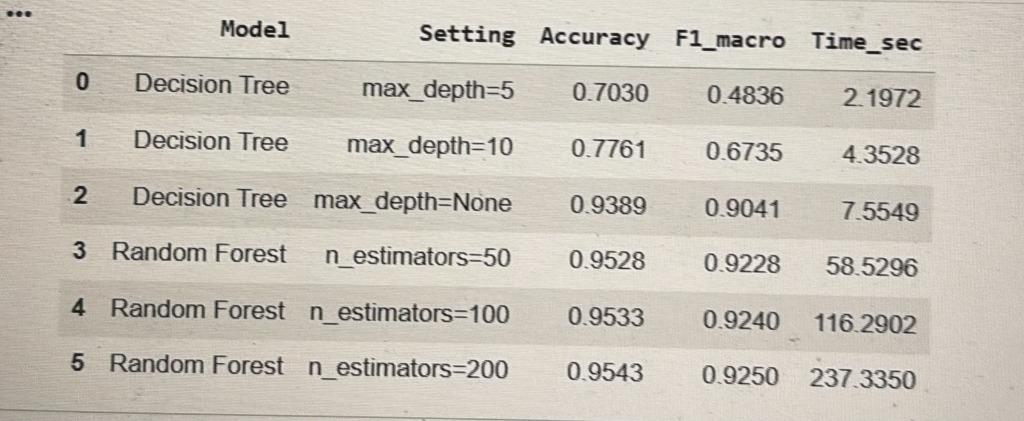 Model Setting Accuracy F1_macro Time_sec
0 Decision Tree max_depth=5 0.7030 0.4836 2.1972
1 Decision Tree max_depth=10 0.7761 0.6735 4.3528
2 Decision Tree max_depth=None 0.9389 0.9041 7.5549
3 Random Forest n_estimators=50 0.9528 0.9228 58.5296
4 Random Forest n_estimators=100 0.9533 0.9240 116.2902
5 Random Forest n_estimators=200 0.9543 0.9250 237.3350